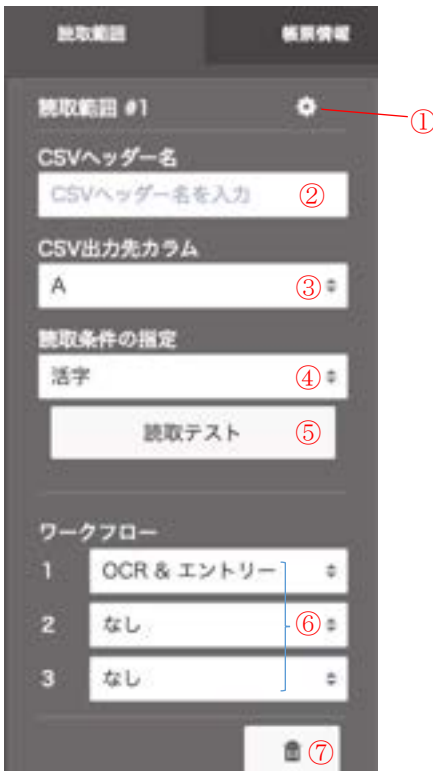 読取範囲 帳票情報
読取範囲 #1 ①
CSVヘッダー名
CSVヘッダー名を入力 ②
CSV出力先カラム
A ③
読取条件の指定
活字 ④
読取テスト ⑤
ワークフロー
1 OCR & エントリー
2 なし ⑥
3 なし
⑦